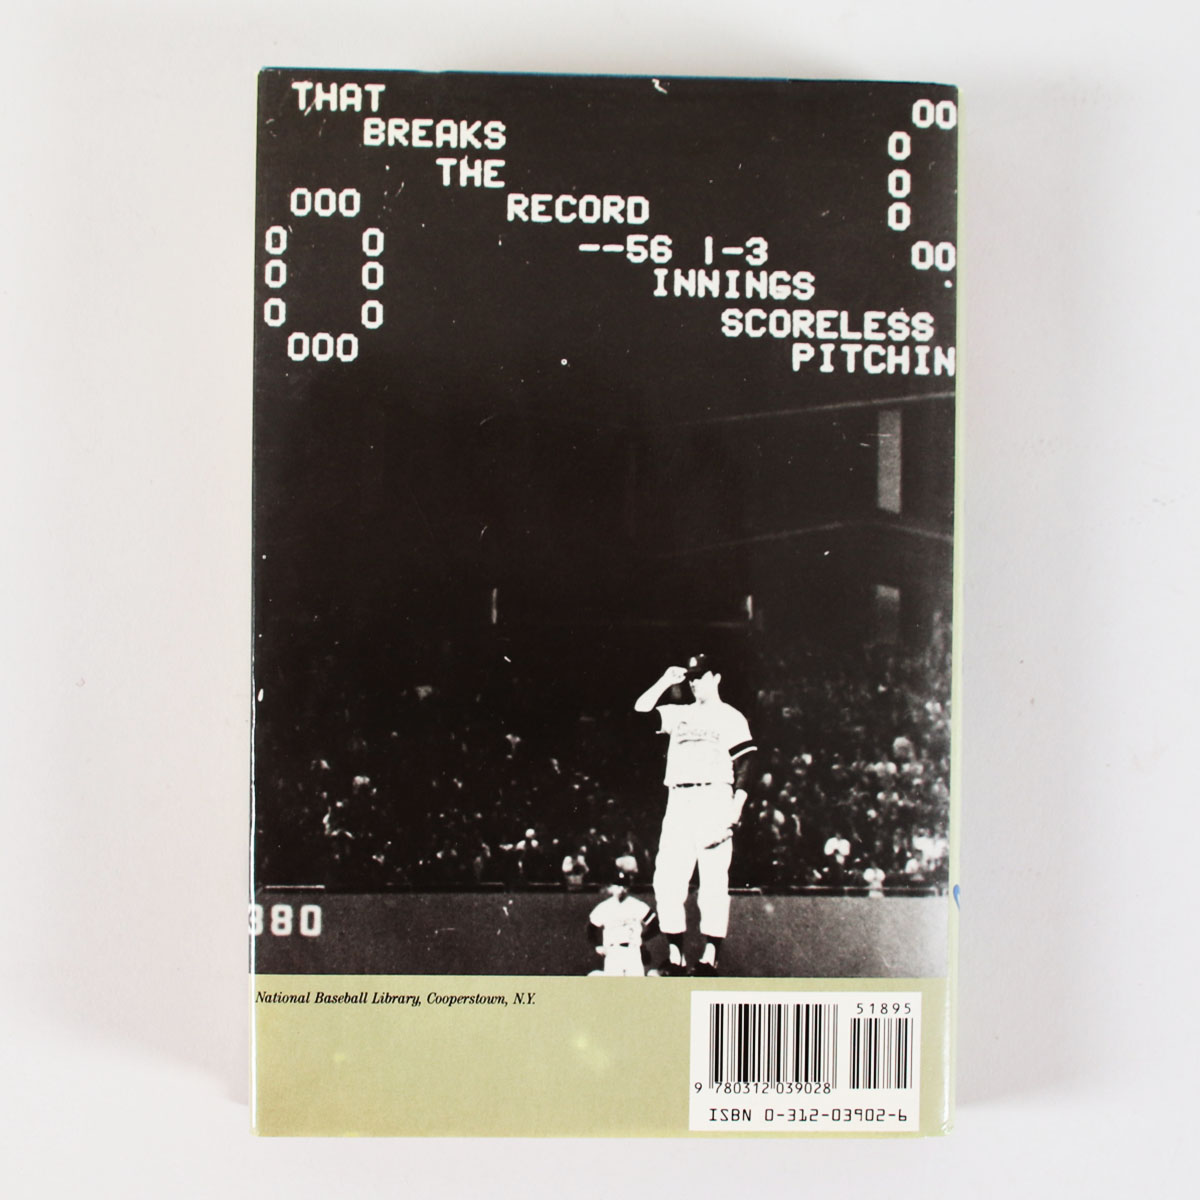 THAT
BREAKS
THE
RECORD
--56 1-3
INNINGS
SCORELESS
PITCHIN
000
0 0
0 0
0 0
000
00
0
0
0
00
380
National Baseball Library, Cooperstown, N.Y.
51895
9 780312 039028
ISBN 0-312-03902-6